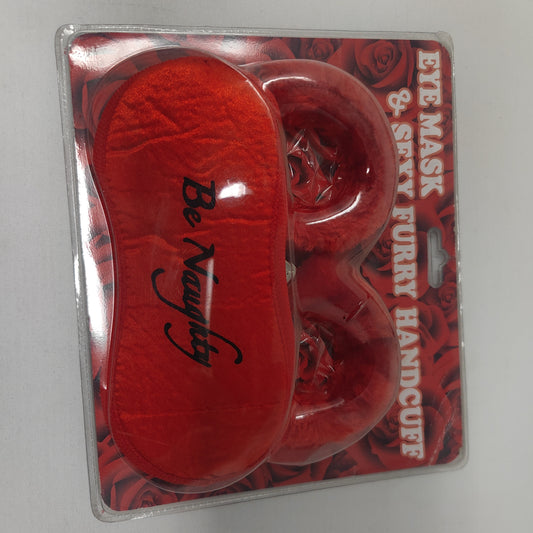 EYE MASK
& SEXY FURRY HANDCUFF
Be Naughty